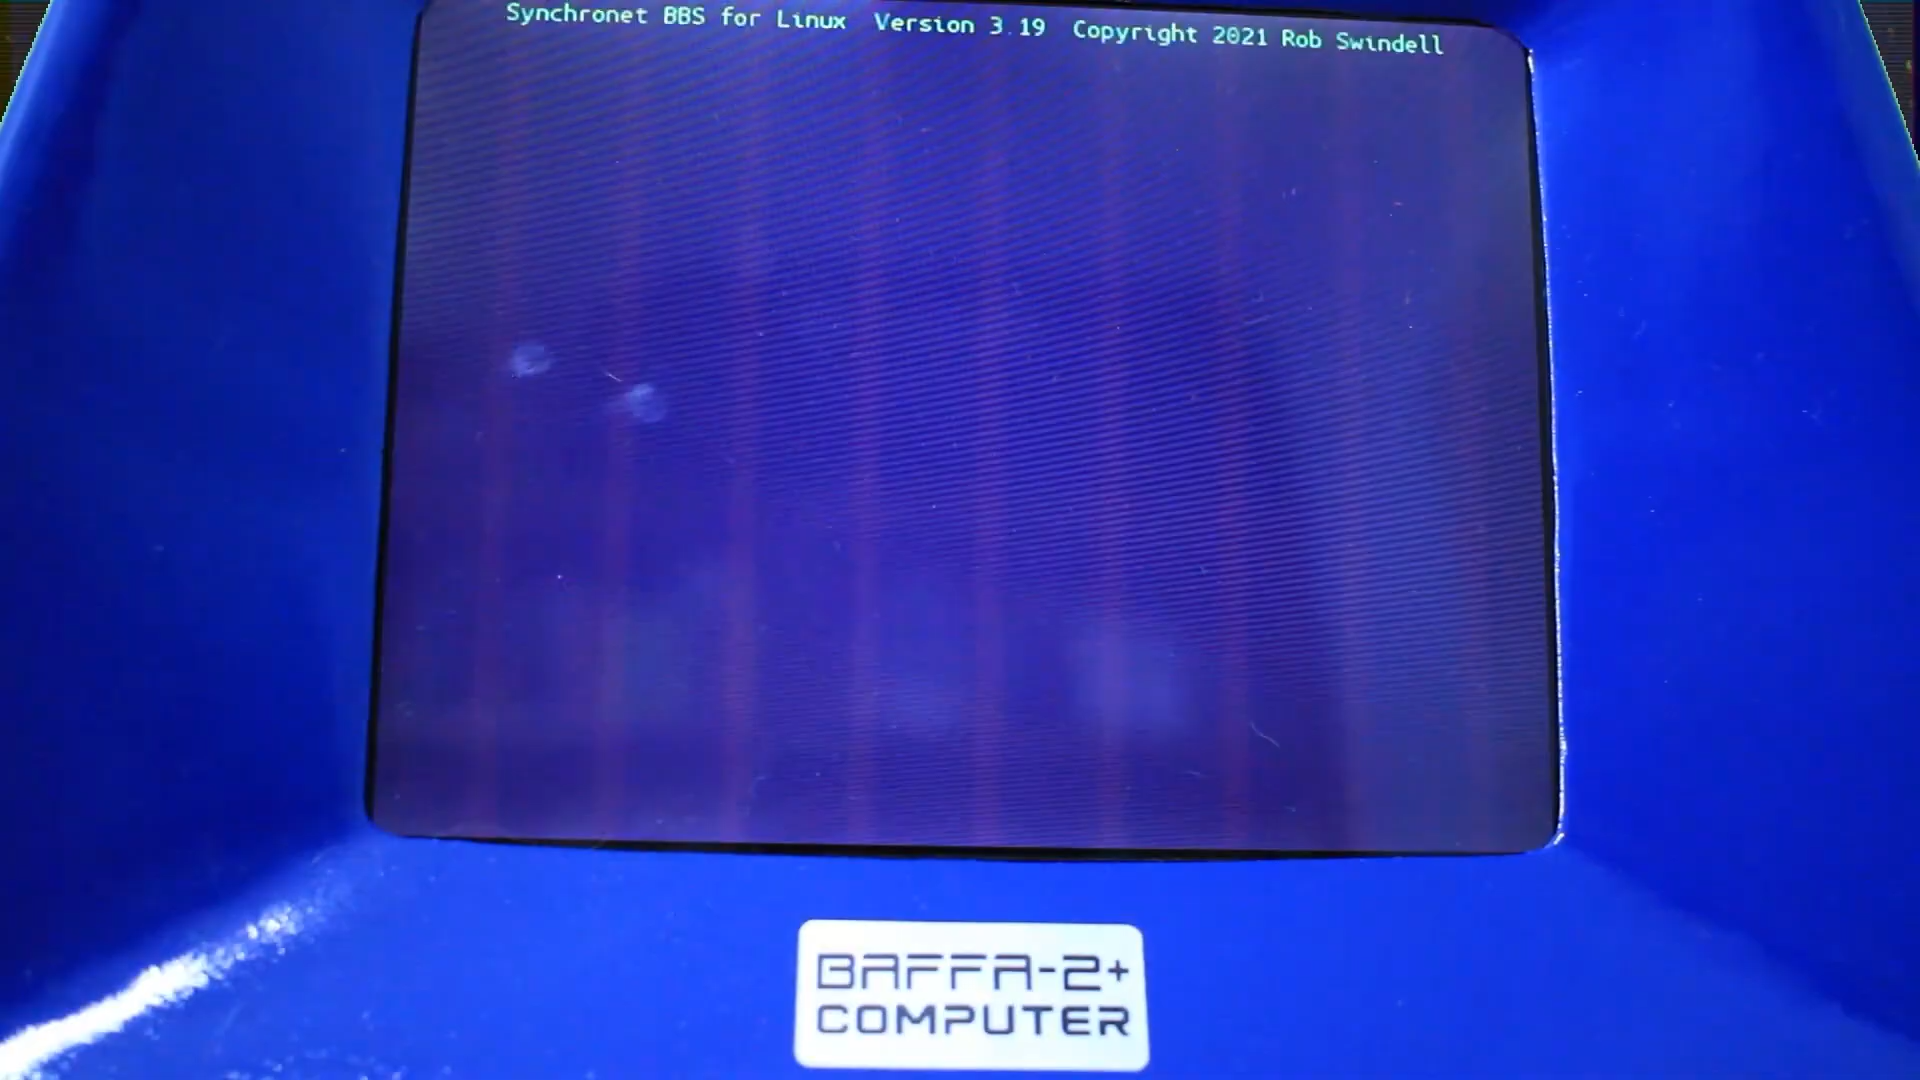 Synchronet BBS for Linux  Version 3.19  Copyright 2021 Rob Swindell
BAFFA-2+
COMPUTER